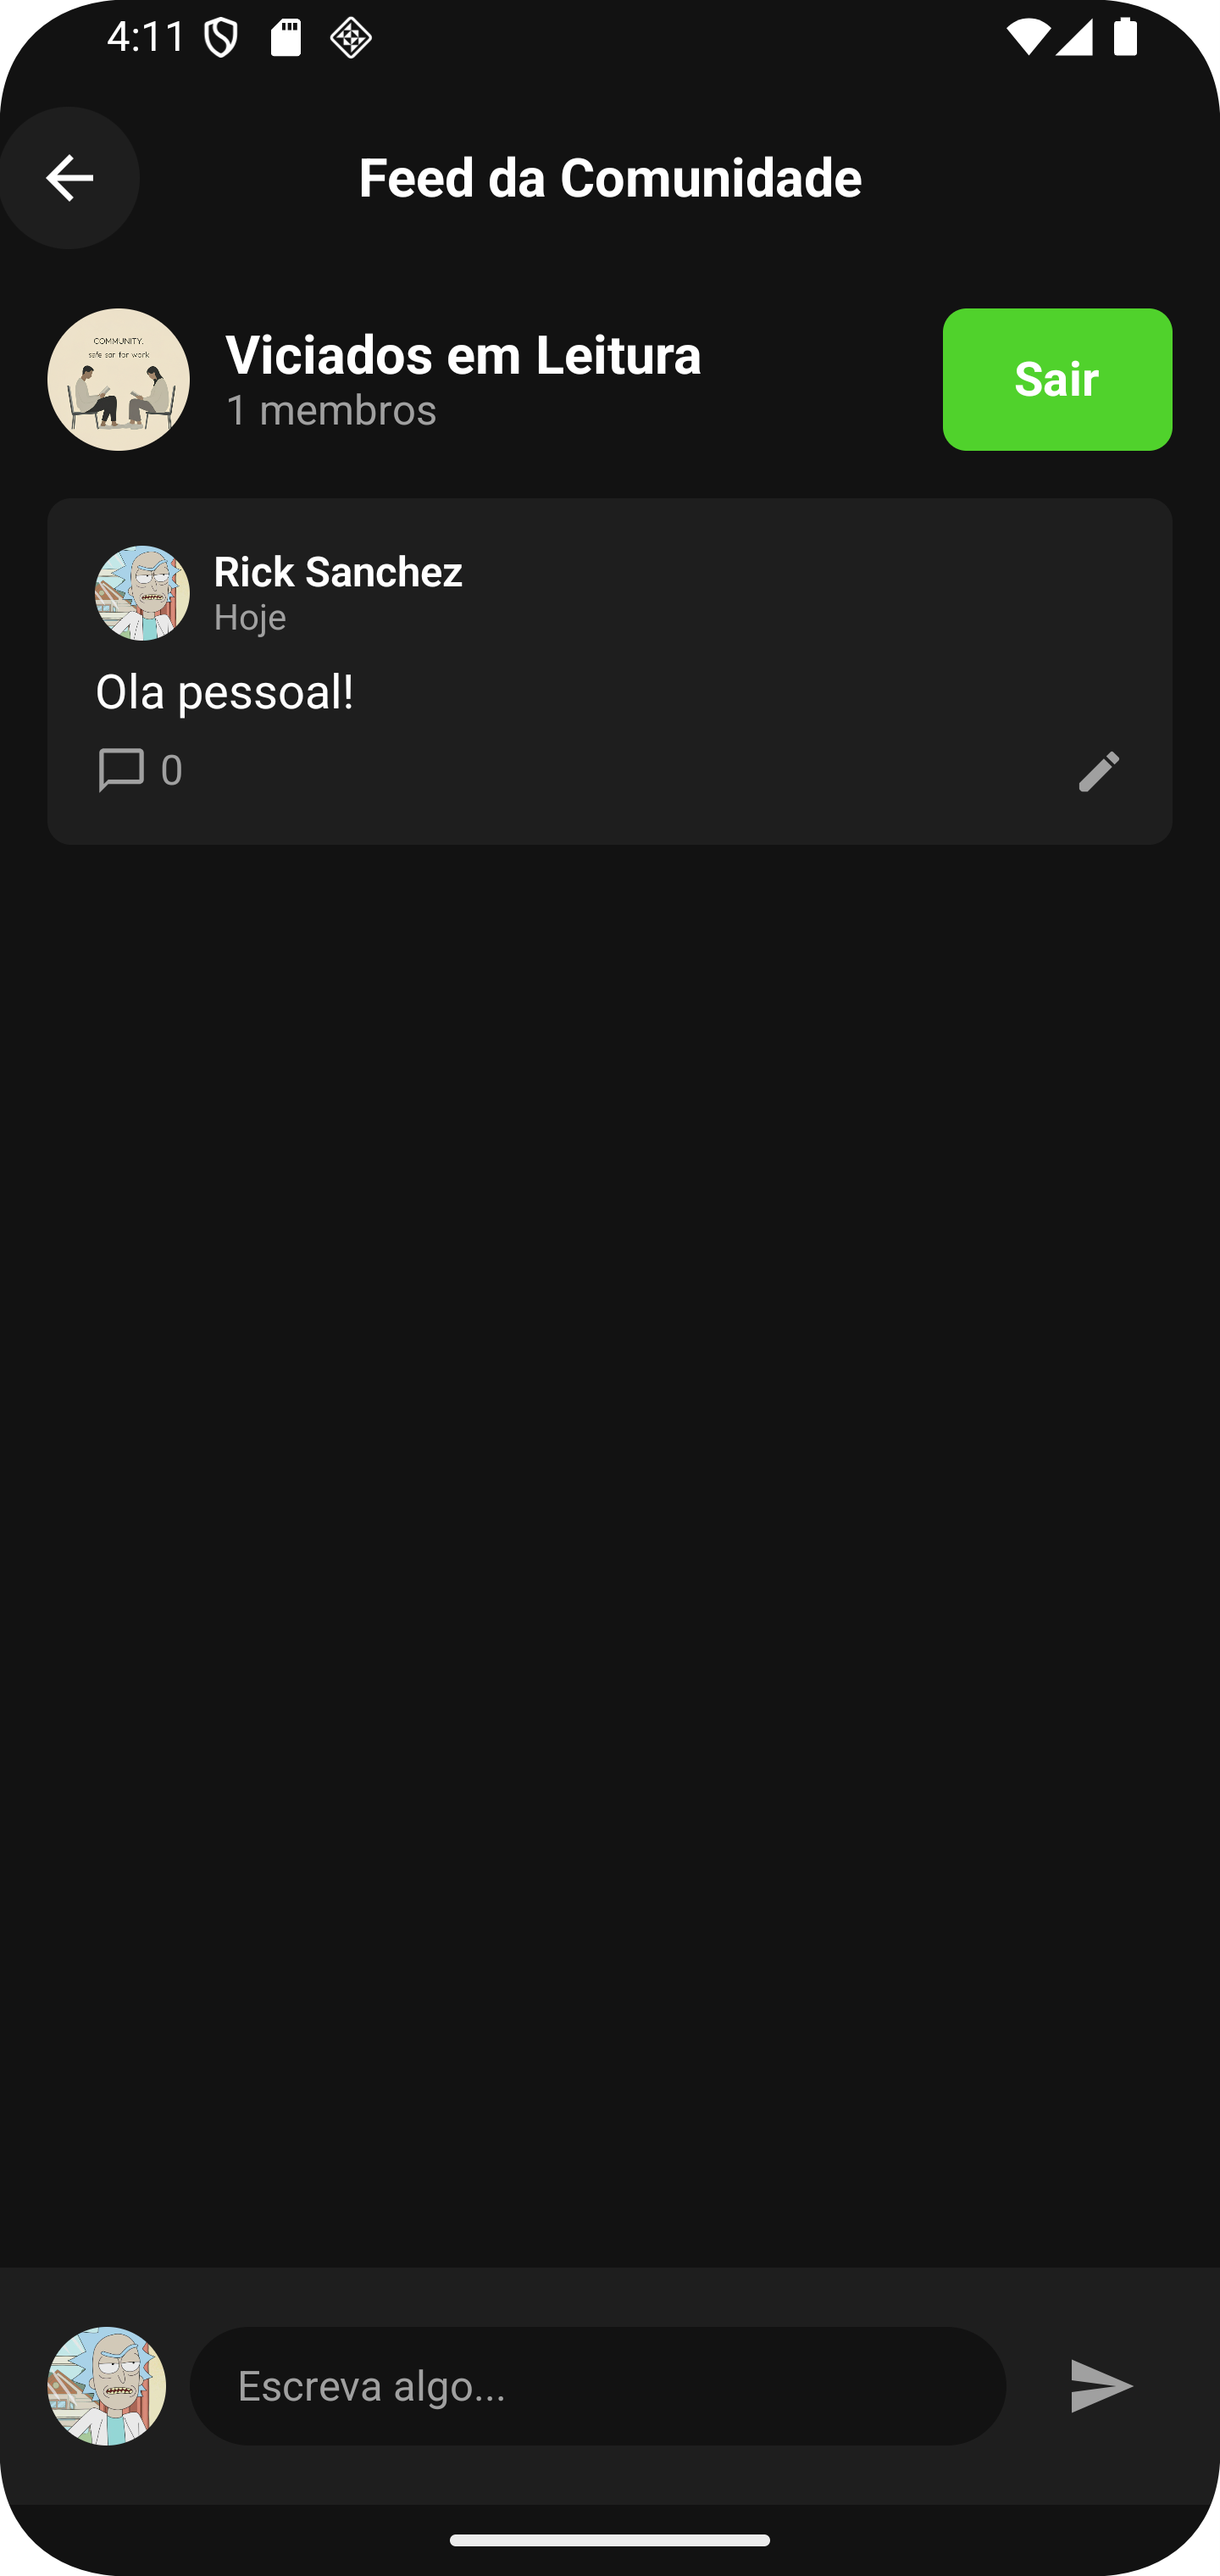 4:11
Feed da Comunidade
COMMUNITY.
safe sar for work
Viciados em Leitura
1 membros
Sair
Rick Sanchez
Hoje
Ola pessoal!
0
Escreva algo...